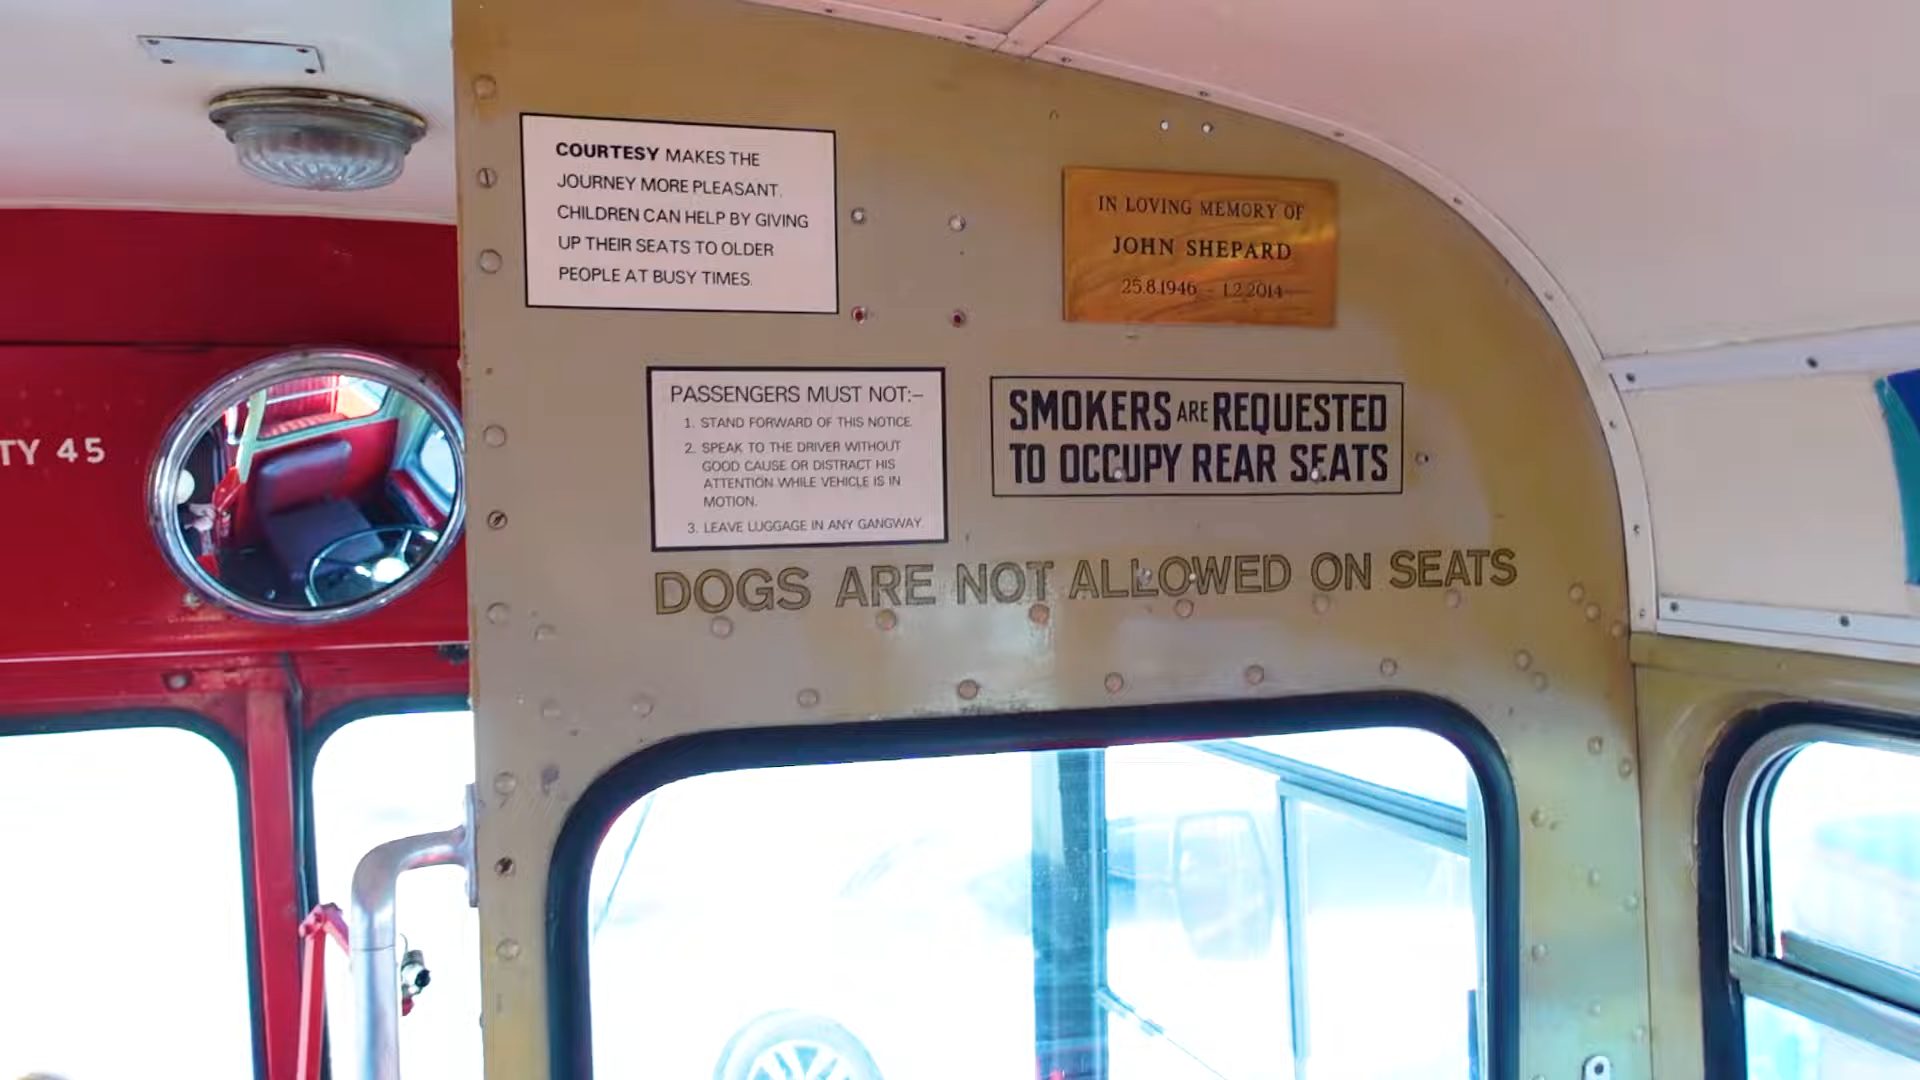 COURTESY MAKES THE
JOURNEY MORE PLEASANT.
CHILDREN CAN HELP BY GIVING
UP THEIR SEATS TO OLDER
PEOPLE AT BUSY TIMES.
IN LOVING MEMORY OF
JOHN SHEPARD
25.8.1946 - 1.2.2014
TY 45
PASSENGERS MUST NOT:–
1. STAND FORWARD OF THIS NOTICE.
2. SPEAK TO THE DRIVER WITHOUT
GOOD CAUSE OR DISTRACT HIS
ATTENTION WHILE VEHICLE IS IN
MOTION.
3. LEAVE LUGGAGE IN ANY GANGWAY.
SMOKERS ARE REQUESTED
TO OCCUPY REAR SEATS
DOGS ARE NOT ALLOWED ON SEATS